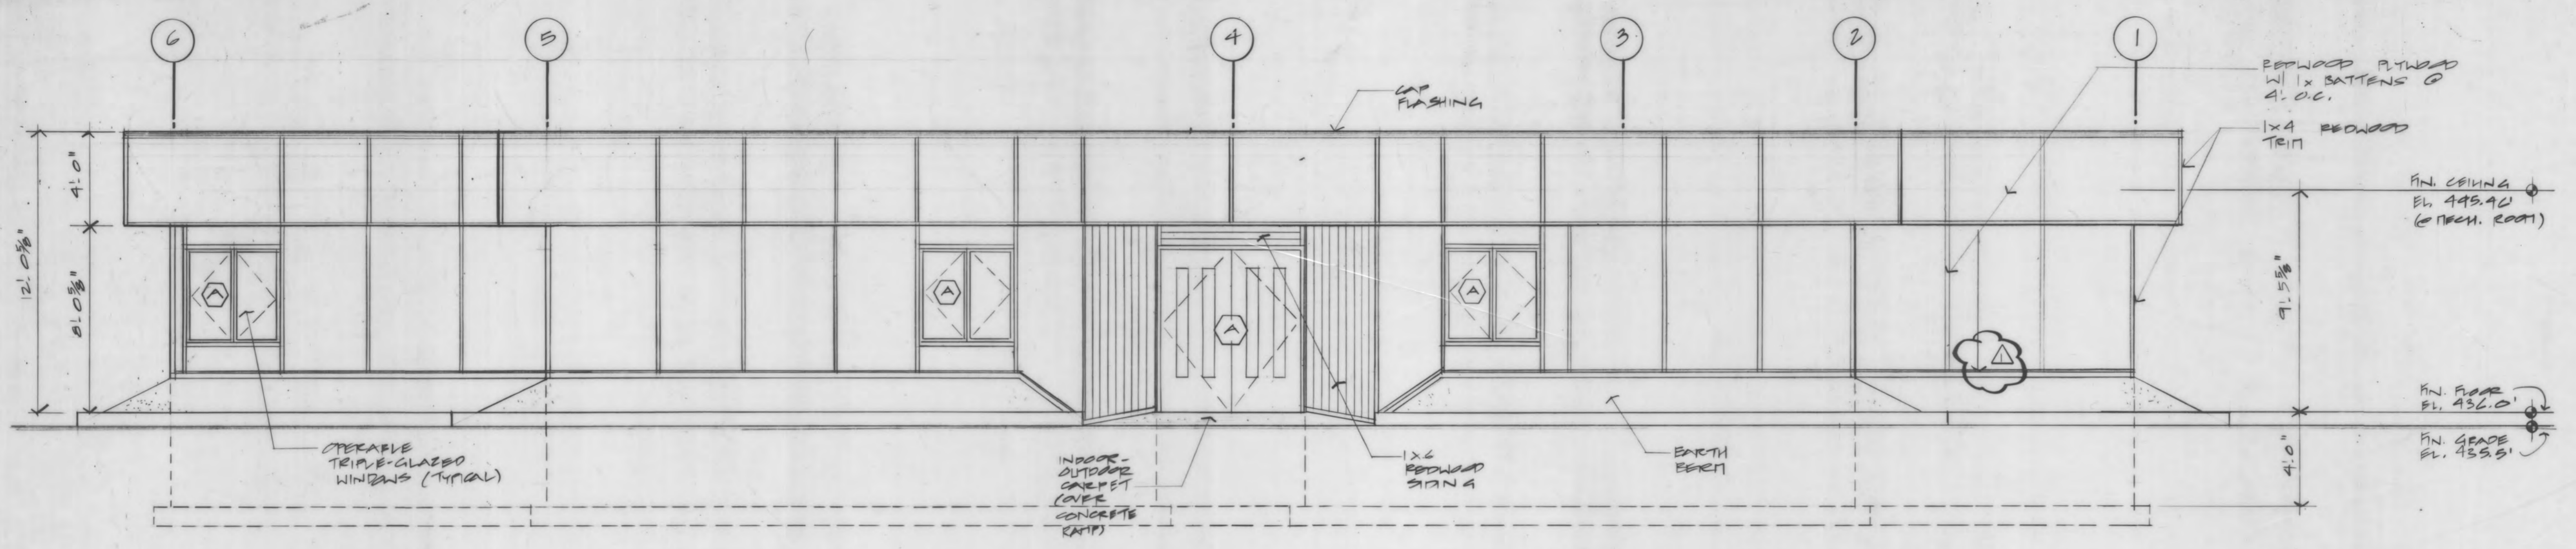 6
5
4
3
2
1
CAP
FLASHING
REDWOOD PLYWOOD
W/ 1x BATTENS @
4'. O.C.
1x4 REDWOOD
TRIM
FIN. CEILING
EL. 495.46'
(@ MECH. ROOM)
4'.0"
12'.0 5/8"
8'.0 5/8"
9'.5 5/8"
A
A
A
A
1
FIN. FLOOR
EL. 436.0'
FIN. GRADE
EL. 435.5'
4'.0"
OPERABLE
TRIPLE-GLAZED
WINDOWS (TYPICAL)
INDOOR-
OUTDOOR
CARPET
(OVER
CONCRETE
RAMP)
1x6
REDWOOD
SIDING
EARTH
BERM